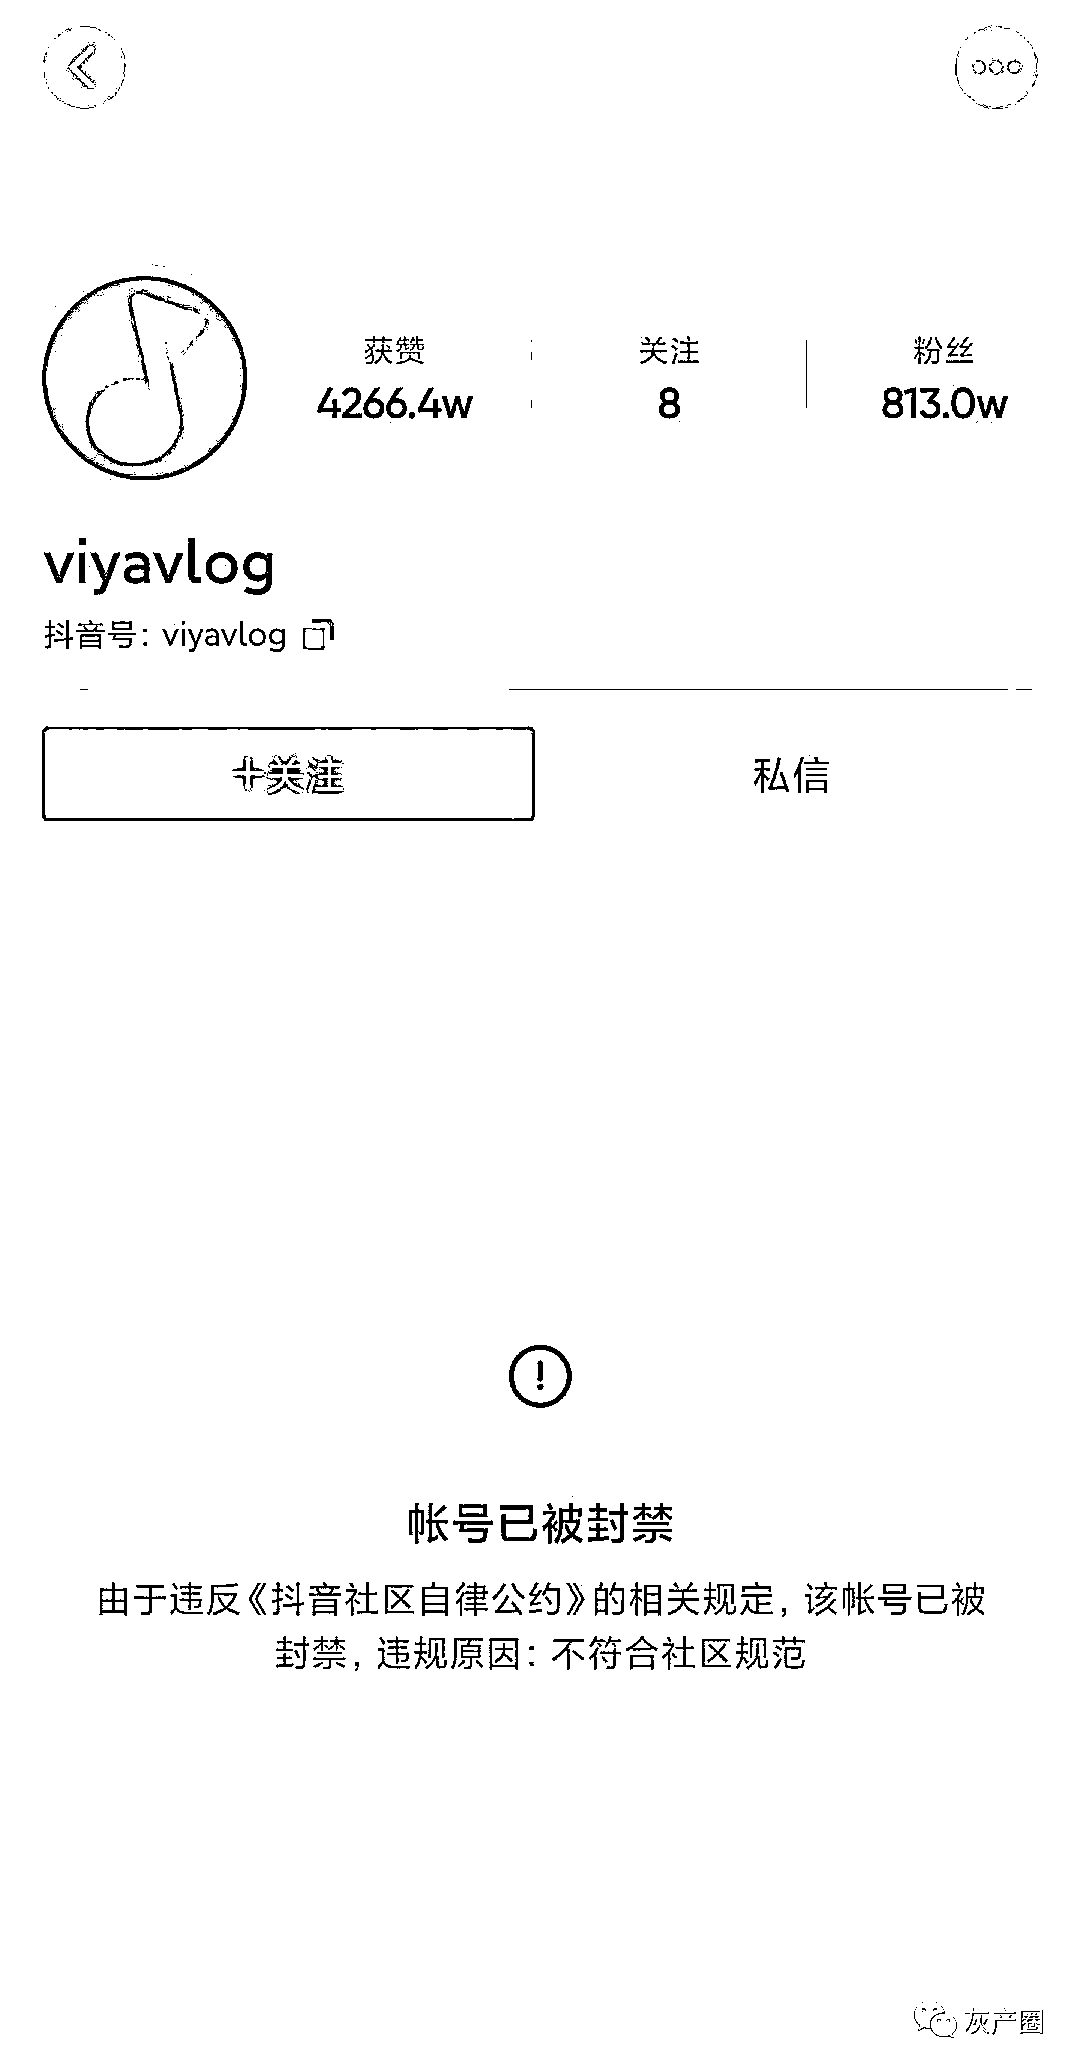 获赞 关注 粉丝
4266.4w 8 813.0w
viyavlog
抖音号: viyavlog
十关注 私信
帐号已被封禁
由于违反《抖音社区自律公约》的相关规定, 该帐号已被
封禁, 违规原因: 不符合社区规范
灰产圈